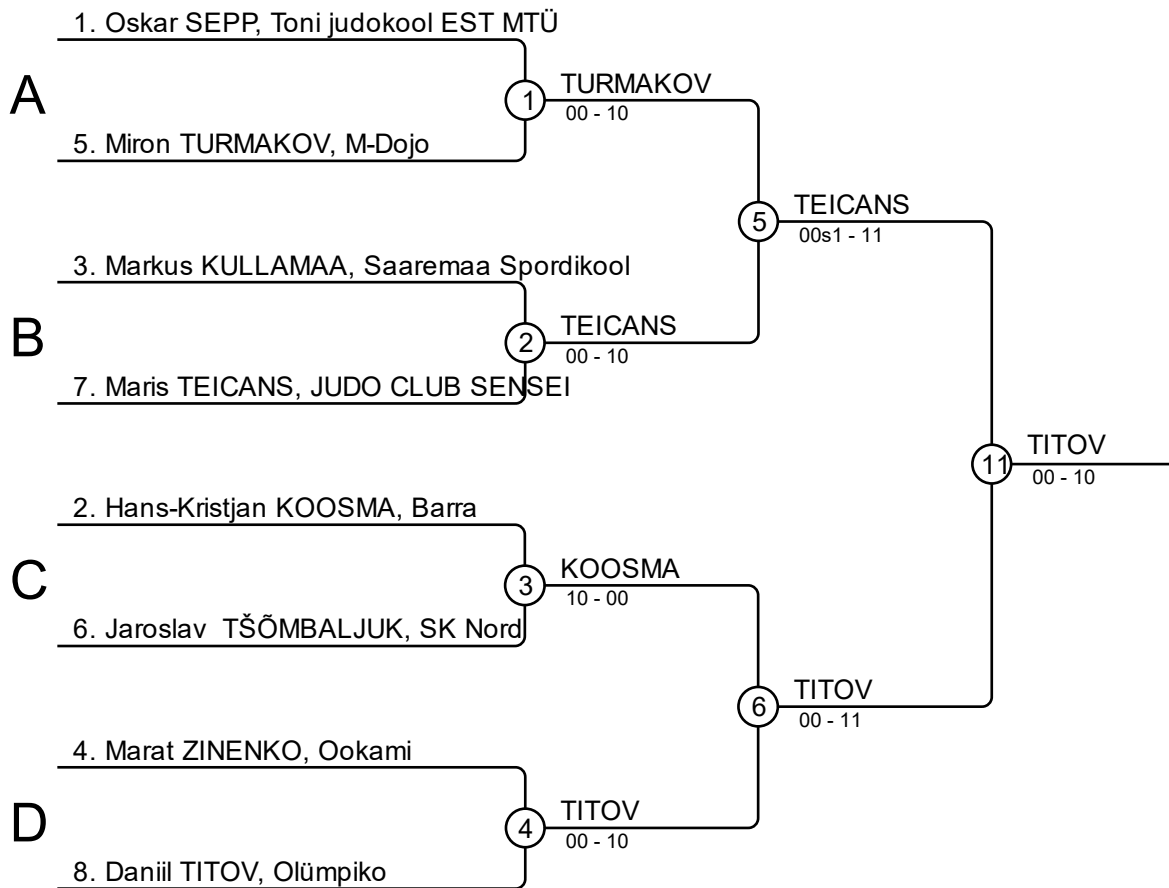 1. Oskar SEPP, Toni judokool EST MTÜ
A
1
TURMAKOV
00 - 10
5. Miron TURMAKOV, M-Dojo
5
TEICANS
00s1 - 11
3. Markus KULLAMAA, Saaremaa Spordikool
B
2
TEICANS
00 - 10
7. Maris TEICANS, JUDO CLUB SENSEI
11
TITOV
00 - 10
2. Hans-Kristjan KOOSMA, Barra
C
3
KOOSMA
10 - 00
6. Jaroslav  TŠÕMBALJUK, SK Nord
6
TITOV
00 - 11
4. Marat ZINENKO, Ookami
D
4
TITOV
00 - 10
8. Daniil TITOV, Olümpiko